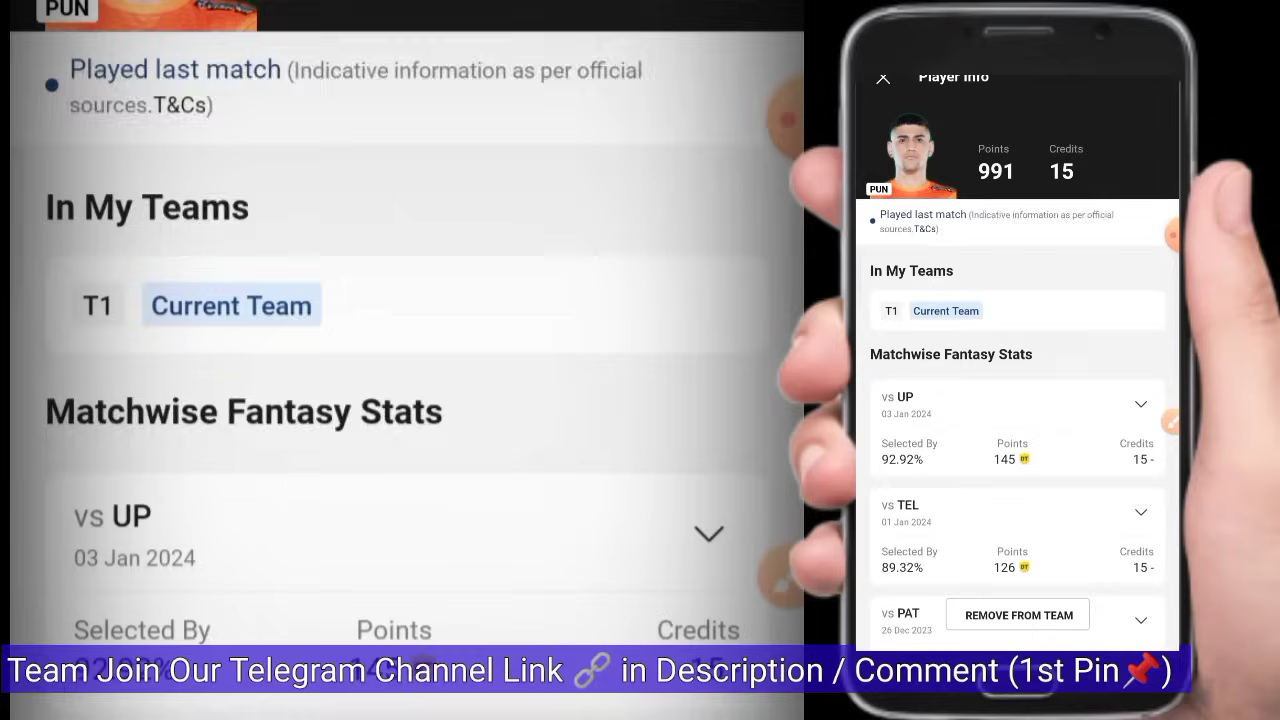 PUN
Played last match (Indicative information as per official
sources.T&Cs)
In My Teams
T1 Current Team
Matchwise Fantasy Stats
vs UP
03 Jan 2024
Selected By Points Credits
Player Info
Points Credits
991 15
PUN
Played last match (Indicative information as per official
sources.T&Cs)
In My Teams
T1 Current Team
Matchwise Fantasy Stats
vs UP
03 Jan 2024
Selected By Points Credits
92.92% 145 DT 15 -
vs TEL
01 Jan 2024
Selected By Points Credits
89.32% 126 DT 15 -
vs PAT
26 Dec 2023
REMOVE FROM TEAM
Team Join Our Telegram Channel Link 🔗 in Description / Comment (1st Pin📌)